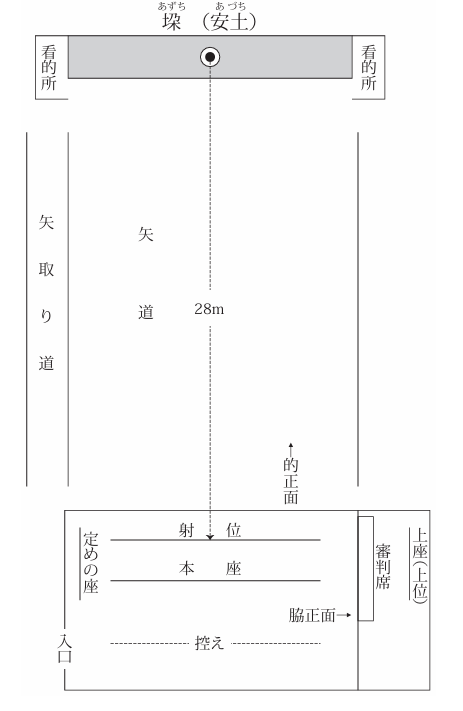 あずち あづち
垜 （安土）
看的所
看的所
矢取り道
矢道
28m
↑的正面
射位
定めの座
本座
審判席
上座（上位）
脇正面→
入口
控え